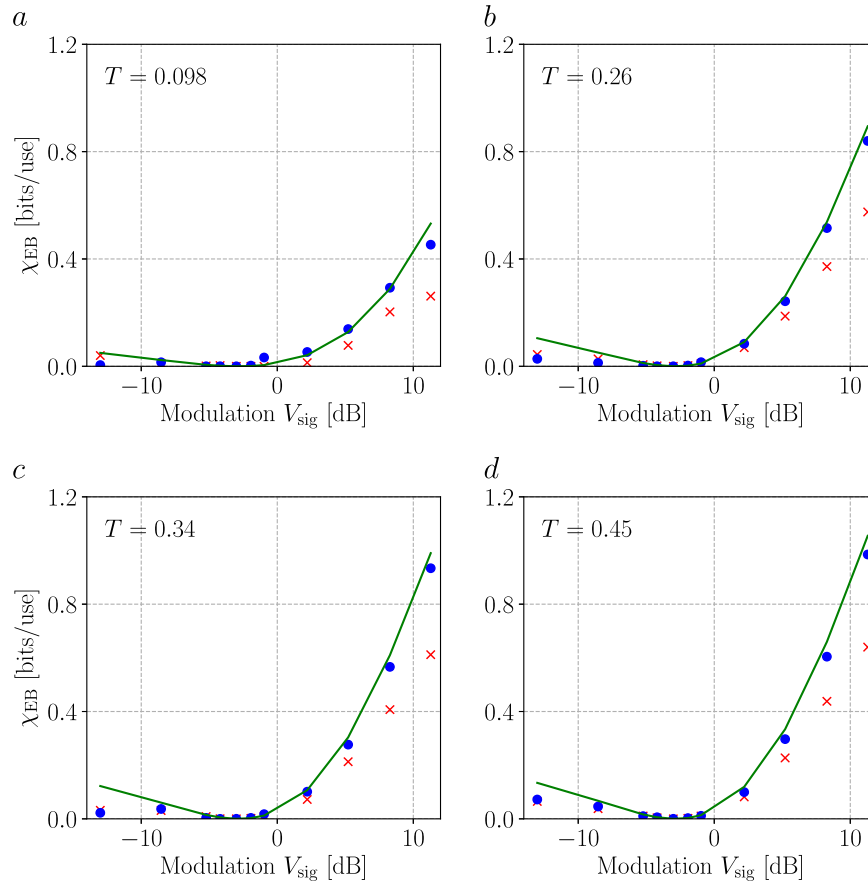 a
b
1.2
0.8
0.4
0.0
χEB [bits/use]
T = 0.098
−10
0
10
Modulation Vsig [dB]
1.2
0.8
0.4
0.0
T = 0.26
−10
0
10
Modulation Vsig [dB]
c
d
1.2
0.8
0.4
0.0
χEB [bits/use]
T = 0.34
−10
0
10
Modulation Vsig [dB]
1.2
0.8
0.4
0.0
T = 0.45
−10
0
10
Modulation Vsig [dB]